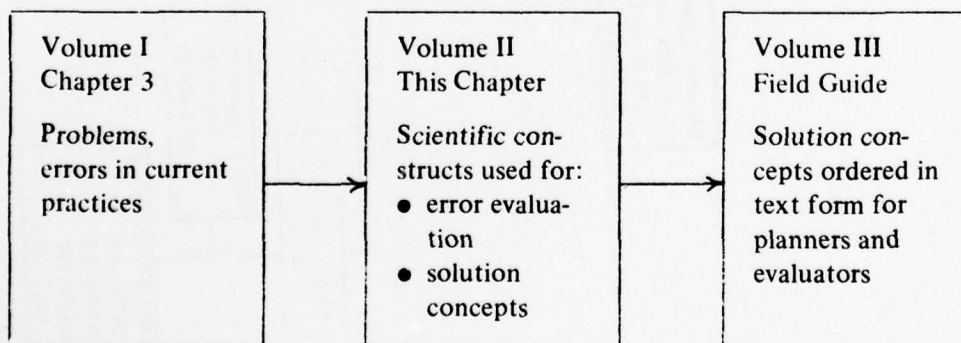 Volume I
Chapter 3
Problems,
errors in current
practices
Volume II
This Chapter
Scientific con-
structs used for:
● error evalua-
tion
● solution
concepts
Volume III
Field Guide
Solution con-
cepts ordered in
text form for
planners and
evaluators